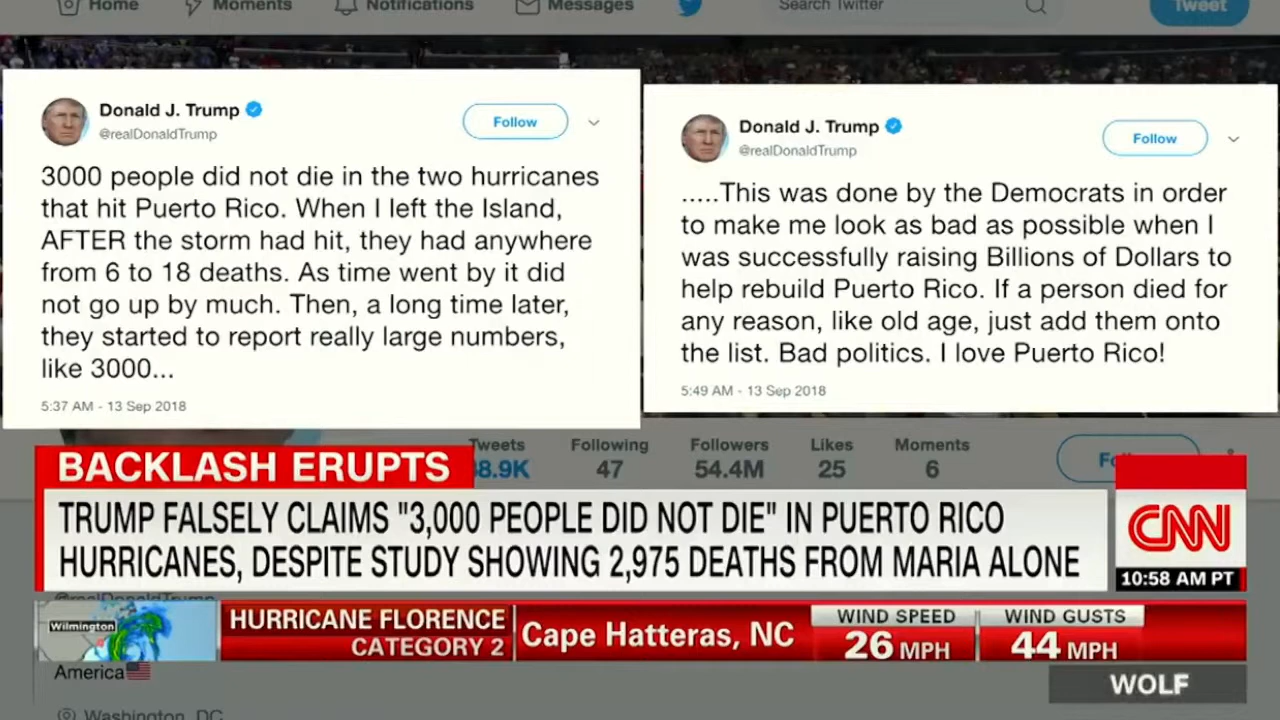 Home Moments Notifications Messages Search Twitter Tweet
Donald J. Trump
@realDonaldTrump
Follow
3000 people did not die in the two hurricanes
that hit Puerto Rico. When I left the Island,
AFTER the storm had hit, they had anywhere
from 6 to 18 deaths. As time went by it did
not go up by much. Then, a long time later,
they started to report really large numbers,
like 3000...
5:37 AM - 13 Sep 2018
Donald J. Trump
@realDonaldTrump
Follow
.....This was done by the Democrats in order
to make me look as bad as possible when I
was successfully raising Billions of Dollars to
help rebuild Puerto Rico. If a person died for
any reason, like old age, just add them onto
the list. Bad politics. I love Puerto Rico!
5:49 AM - 13 Sep 2018
Tweets Following Followers Likes Moments
8.9K 47 54.4M 25 6
BACKLASH ERUPTS
TRUMP FALSELY CLAIMS "3,000 PEOPLE DID NOT DIE" IN PUERTO RICO
HURRICANES, DESPITE STUDY SHOWING 2,975 DEATHS FROM MARIA ALONE
CNN
10:58 AM PT
@realDonaldTrump
Wilmington
HURRICANE FLORENCE
CATEGORY 2
Cape Hatteras, NC
WIND SPEED
26 MPH
WIND GUSTS
44 MPH
America
WOLF
Washington, DC